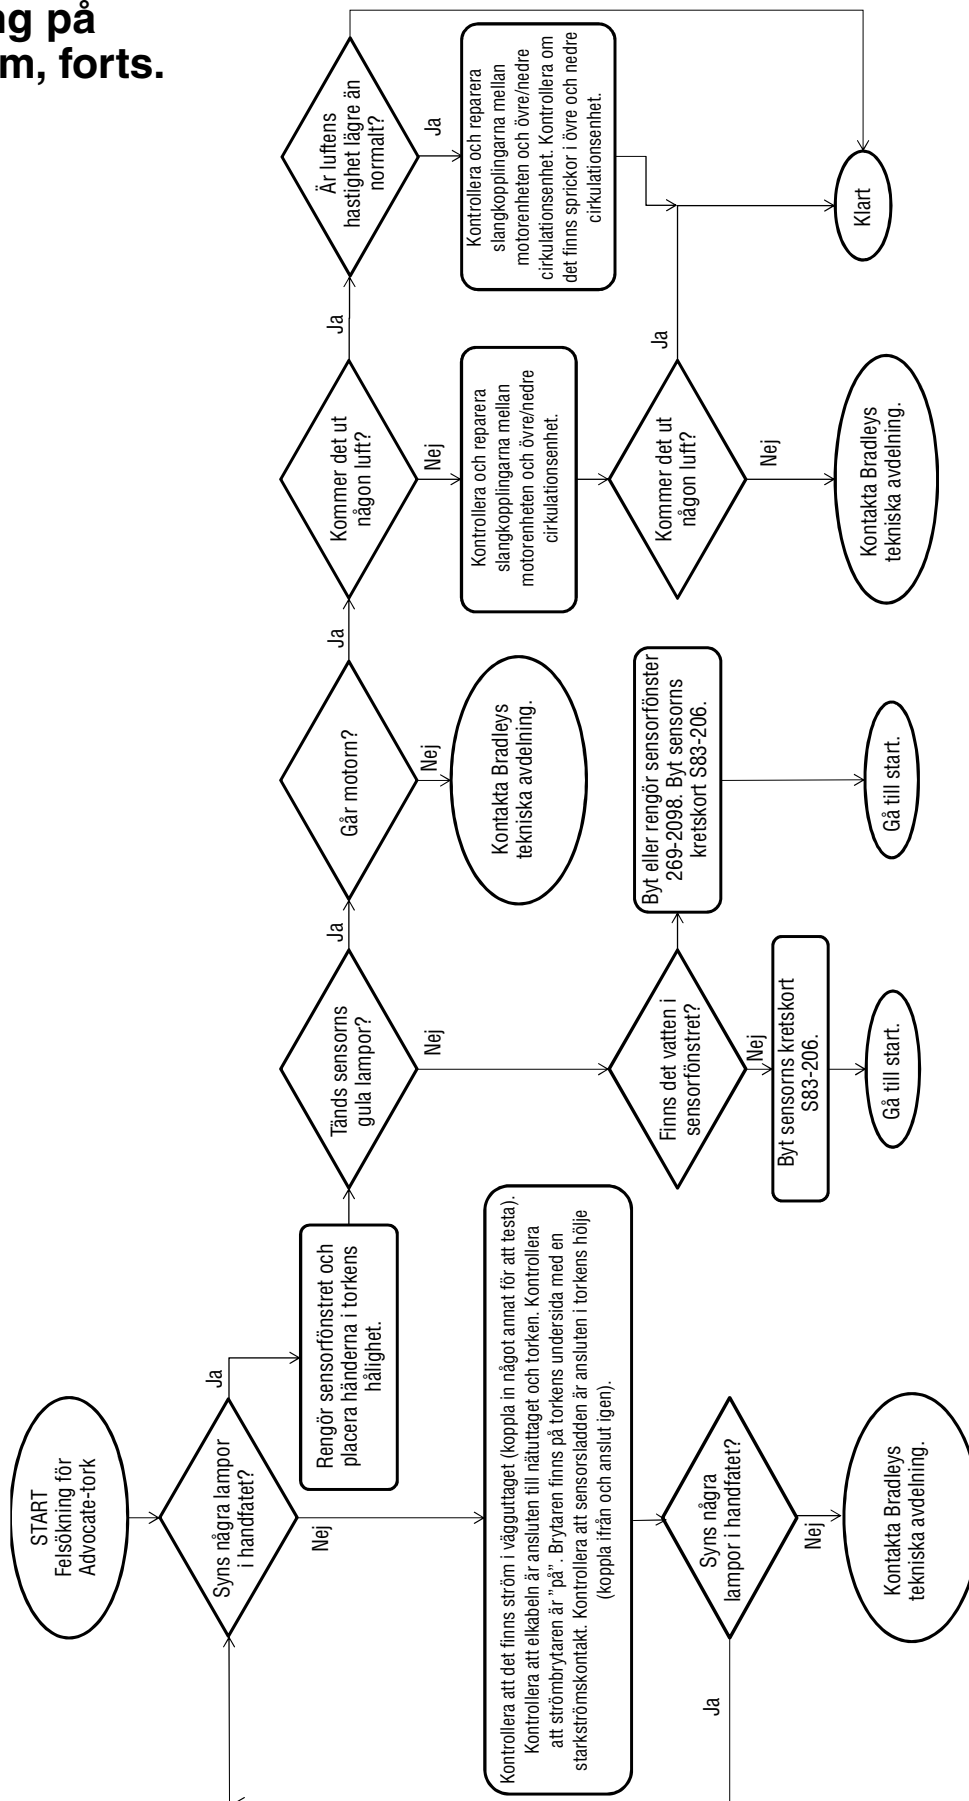 ng på
m, forts.
START
Felsökning för
Advocate-tork
Syns några lampor
i handfatet?
Ja
Nej
Rengör sensorfönstret och
placera händerna i torkens
hålighet.
Kontrollera att det finns ström i vägguttaget (koppla in något annat för att testa).
Kontrollera att elkabeln är ansluten till nätuttaget och torken. Kontrollera
att strömbrytaren är ”på”. Brytaren finns på torkens undersida med en
starkströmskontakt. Kontrollera att sensorsladden är ansluten i torkens hölje
(koppla ifrån och anslut igen).
Syns några
lampor i handfatet?
Ja
Nej
Kontakta Bradleys
tekniska avdelning.
Tänds sensorns
gula lampor?
Ja
Nej
Finns det vatten i
sensorfönstret?
Nej
Byt sensorns kretskort
S83-206.
Gå till start.
Byt eller rengör sensorfönster
269-2098. Byt sensorns
kretskort S83-206.
Gå till start.
Går motorn?
Ja
Nej
Kontakta Bradleys
tekniska avdelning.
Kommer det ut
någon luft?
Ja
Nej
Kontrollera och reparera
slangkopplingarna mellan
motorenheten och övre/nedre
cirkulationsenhet.
Kommer det ut
någon luft?
Ja
Nej
Kontakta Bradleys
tekniska avdelning.
Är luftens
hastighet lägre än
normalt?
Ja
Kontrollera och reparera
slangkopplingarna mellan
motorenheten och övre/nedre
cirkulationsenhet. Kontrollera om
det finns sprickor i övre och nedre
cirkulationsenhet.
Klart